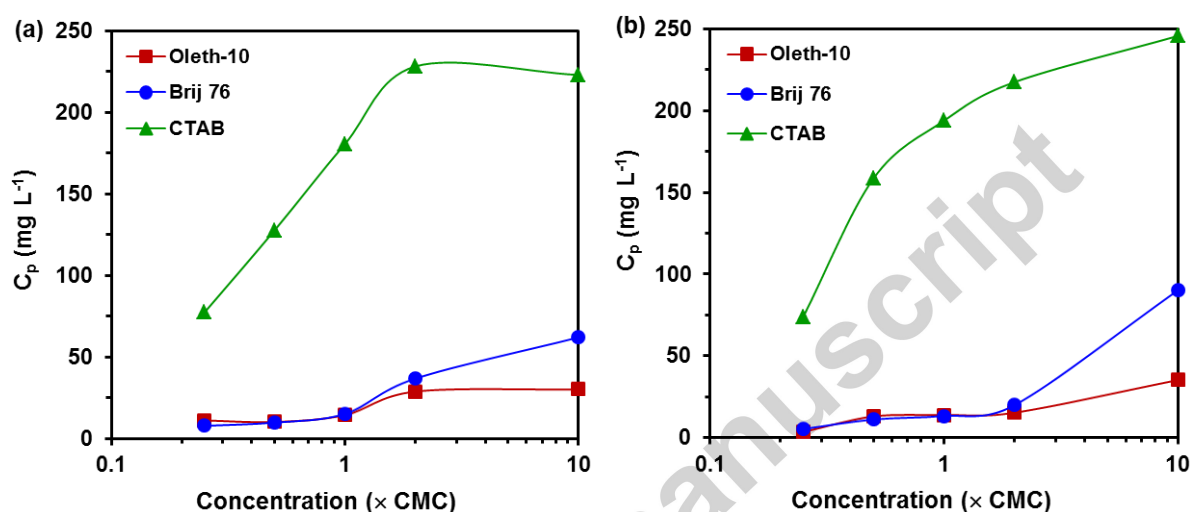 (a)
250
200
150
100
50
0
0.1
1
10
Cp (mg L-1)
Concentration (× CMC)
Oleth-10
Brij 76
CTAB
(b)
250
200
150
100
50
0
0.1
1
10
Cp (mg L-1)
Concentration (× CMC)
Oleth-10
Brij 76
CTAB
anuscript